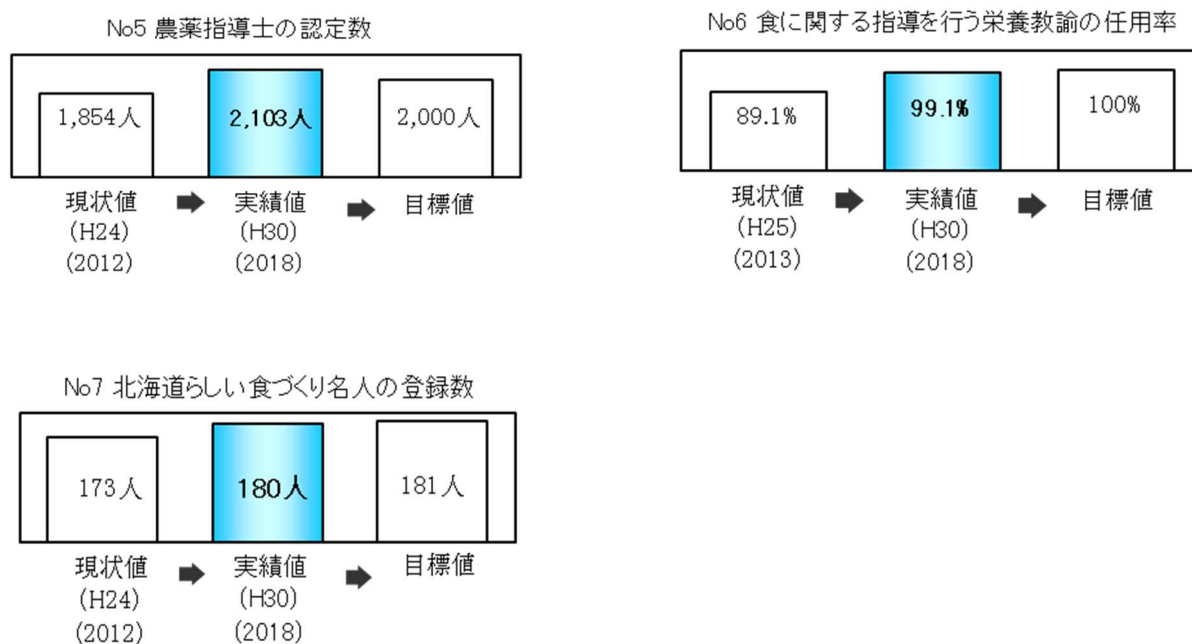 No5 農薬指導士の認定数
1,854人
2,103人
2,000人
現状値 ➡ 実績値 ➡ 目標値
(H24)
(H30)
(2012)
(2018)
No6 食に関する指導を行う栄養教諭の任用率
89.1%
99.1%
100%
現状値 ➡ 実績値 ➡ 目標値
(H25)
(H30)
(2013)
(2018)
No7 北海道らしい食づくり名人の登録数
173人
180人
181人
現状値 ➡ 実績値 ➡ 目標値
(H24)
(H30)
(2012)
(2018)